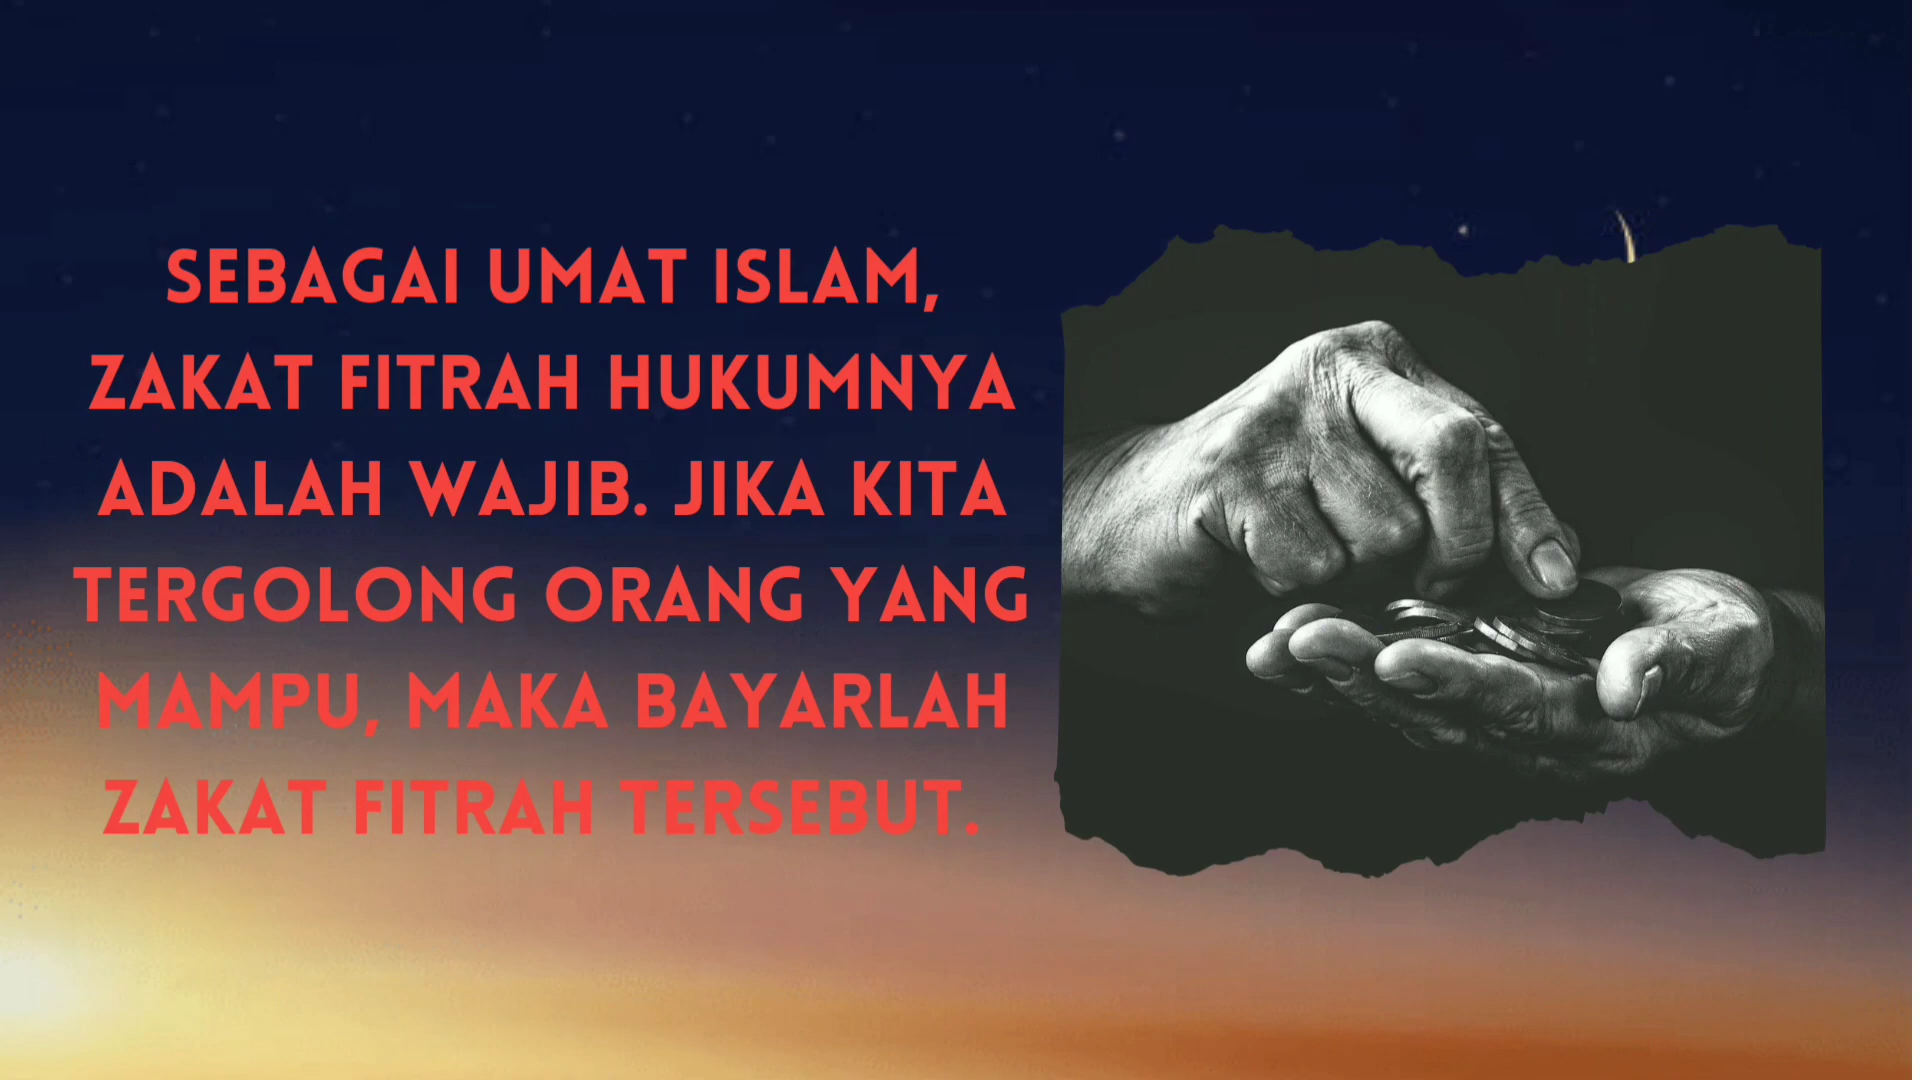 SEBAGAI UMAT ISLAM,
ZAKAT FITRAH HUKUMNYA
ADALAH WAJIB. JIKA KITA
TERGOLONG ORANG YANG
MAMPU, MAKA BAYARLAH
ZAKAT FITRAH TERSEBUT.